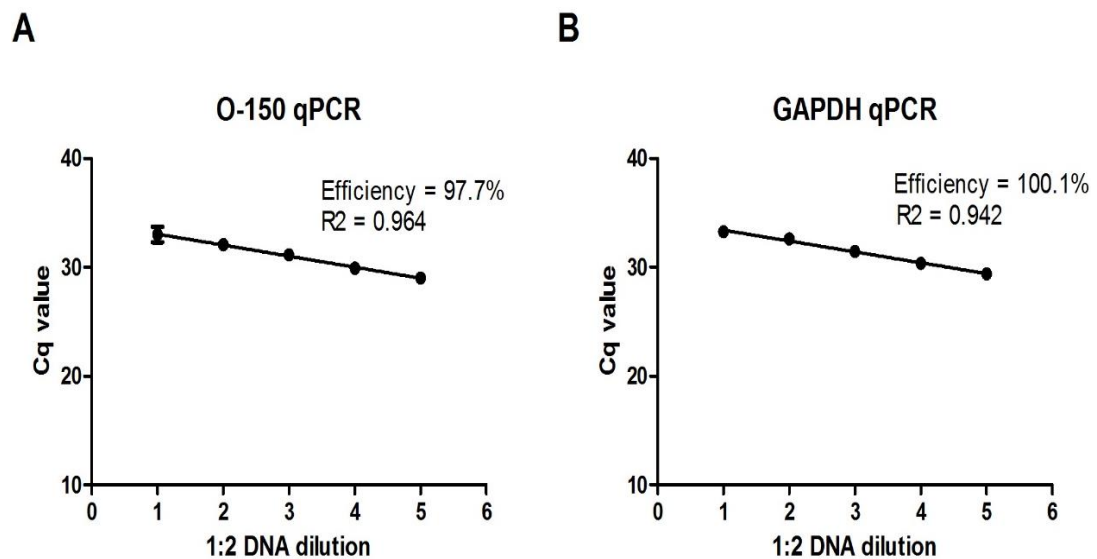 A
O-150 qPCR
Efficiency = 97.7%
R2 = 0.964
Cq value
40
30
20
10
0 1 2 3 4 5 6
1:2 DNA dilution
B
GAPDH qPCR
Efficiency = 100.1%
R2 = 0.942
Cq value
40
30
20
10
0 1 2 3 4 5 6
1:2 DNA dilution